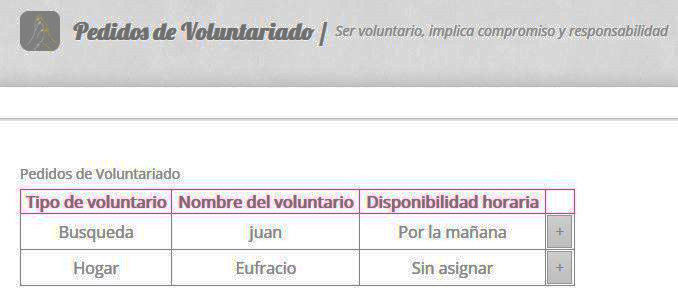 Pedidos de Voluntariado / Ser voluntario, implica compromiso y responsabilidad
Pedidos de Voluntariado
Tipo de voluntario Nombre del voluntario Disponibilidad horaria
Busqueda juan Por la mañana +
Hogar Eufracio Sin asignar +